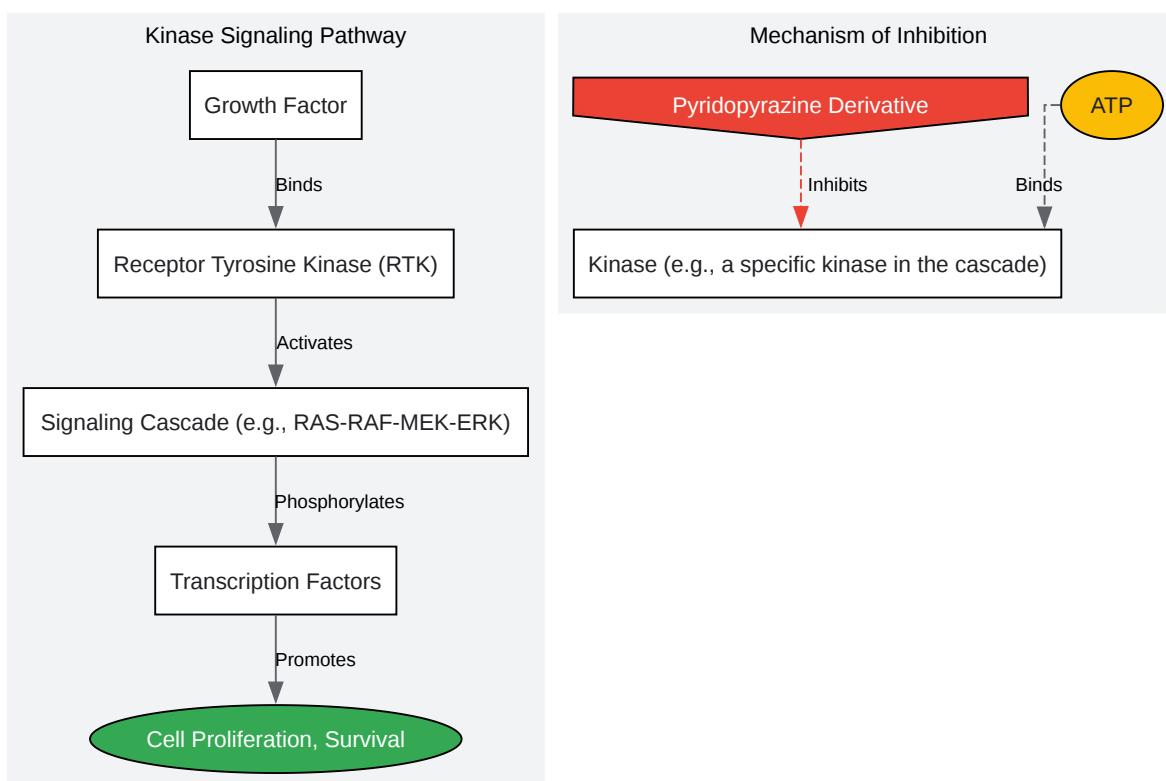 Kinase Signaling Pathway
Growth Factor
Binds
Receptor Tyrosine Kinase (RTK)
Activates
Signaling Cascade (e.g., RAS-RAF-MEK-ERK)
Phosphorylates
Transcription Factors
Promotes
Cell Proliferation, Survival
Mechanism of Inhibition
Pyridopyrazine Derivative
ATP
Inhibits
Binds
Kinase (e.g., a specific kinase in the cascade)